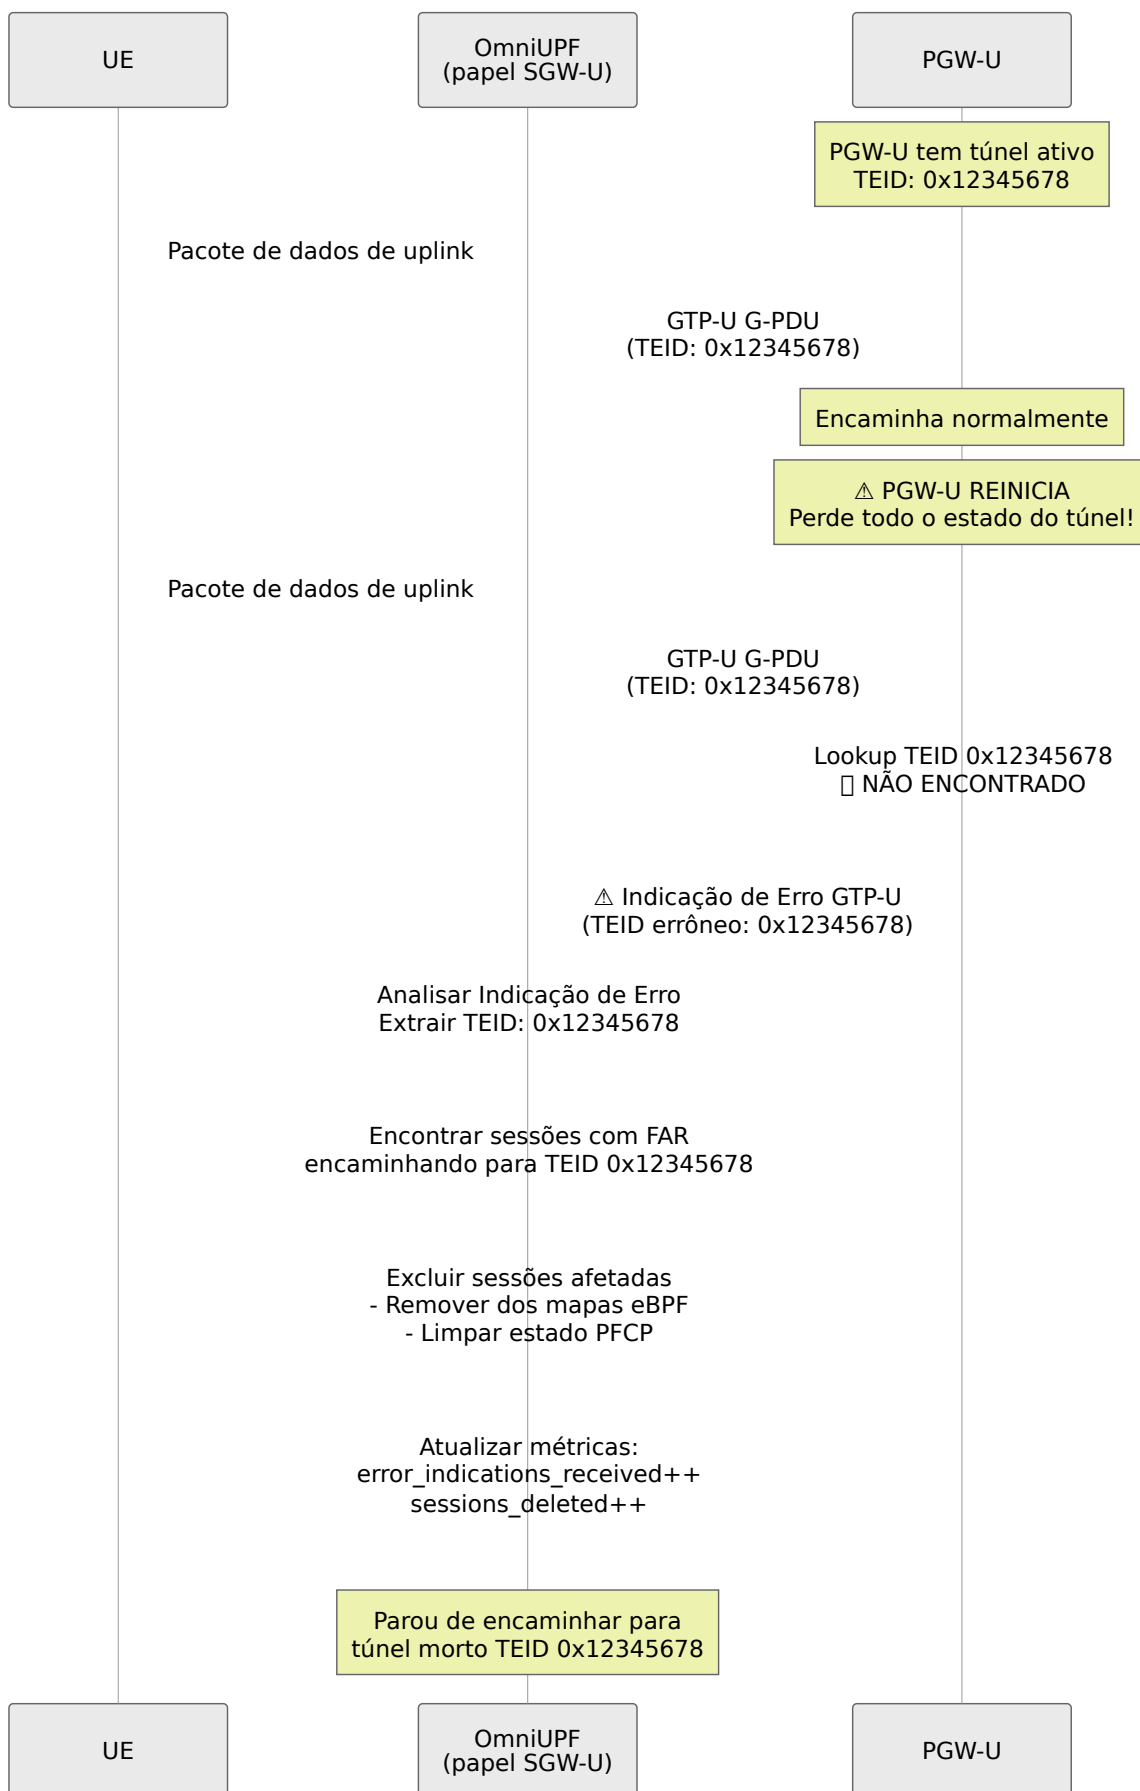 UE
OmniUPF
(papel SGW-U)
PGW-U
PGW-U tem túnel ativo
TEID: 0x12345678
Pacote de dados de uplink
GTP-U G-PDU
(TEID: 0x12345678)
Encaminha normalmente
⚠ PGW-U REINICIA
Perde todo o estado do túnel!
Pacote de dados de uplink
GTP-U G-PDU
(TEID: 0x12345678)
Lookup TEID 0x12345678
NÃO ENCONTRADO
⚠ Indicação de Erro GTP-U
(TEID errôneo: 0x12345678)
Analisar Indicação de Erro
Extrair TEID: 0x12345678
Encontrar sessões com FAR
encaminhando para TEID 0x12345678
Excluir sessões afetadas
- Remover dos mapas eBPF
- Limpar estado PFCP
Atualizar métricas:
error_indications_received++
sessions_deleted++
Parou de encaminhar para
túnel morto TEID 0x12345678
UE
OmniUPF
(papel SGW-U)
PGW-U